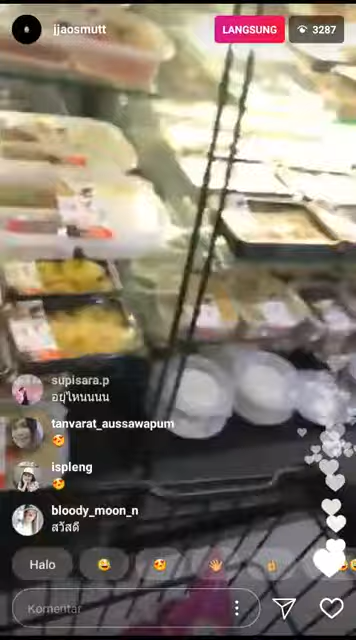 jjaosmutt
LANGSUNG
3287
supisara.p
อยู่ไหนนนน
tanvarat_aussawapum
😍
ispleng
😍
bloody_moon_n
สวัสดี
Halo
Komentar